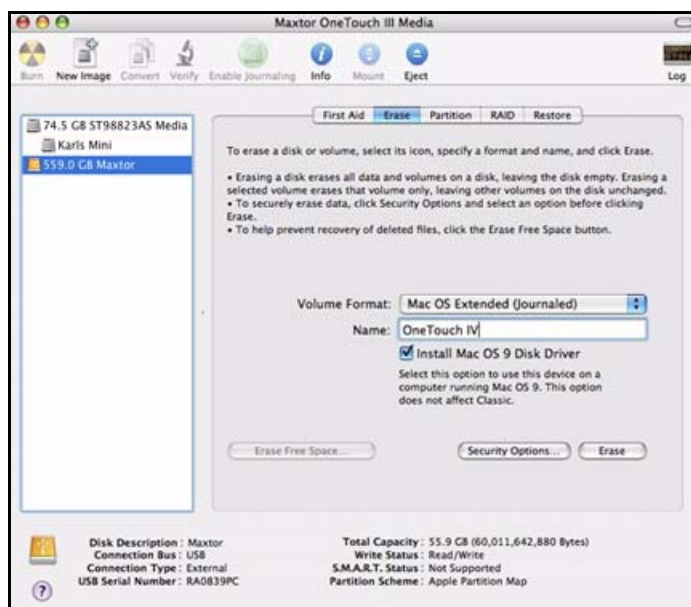 Maxtor OneTouch III Media
Burn New Image Convert Verify Enable Journaling Info Mount Eject Log
74.5 GB ST98823AS Media
Karls Mini
559.0 GB Maxtor
First Aid Erase Partition RAID Restore
To erase a disk or volume, select its icon, specify a format and name, and click Erase.
• Erasing a disk erases all data and volumes on a disk, leaving the disk empty. Erasing a
selected volume erases that volume only, leaving other volumes on the disk unchanged.
• To securely erase data, click Security Options and select an option before clicking
Erase.
• To help prevent recovery of deleted files, click the Erase Free Space button.
Volume Format: Mac OS Extended (Journaled)
Name: OneTouch IV
Install Mac OS 9 Disk Driver
Select this option to use this device on a
computer running Mac OS 9. This option
does not affect Classic.
Erase Free Space... Security Options... Erase
Disk Description : Maxtor Total Capacity : 55.9 GB (60,011,642,880 Bytes)
Connection Bus : USB Write Status : Read/Write
Connection Type : External S.M.A.R.T. Status : Not Supported
USB Serial Number : RA0839PC Partition Scheme : Apple Partition Map
?